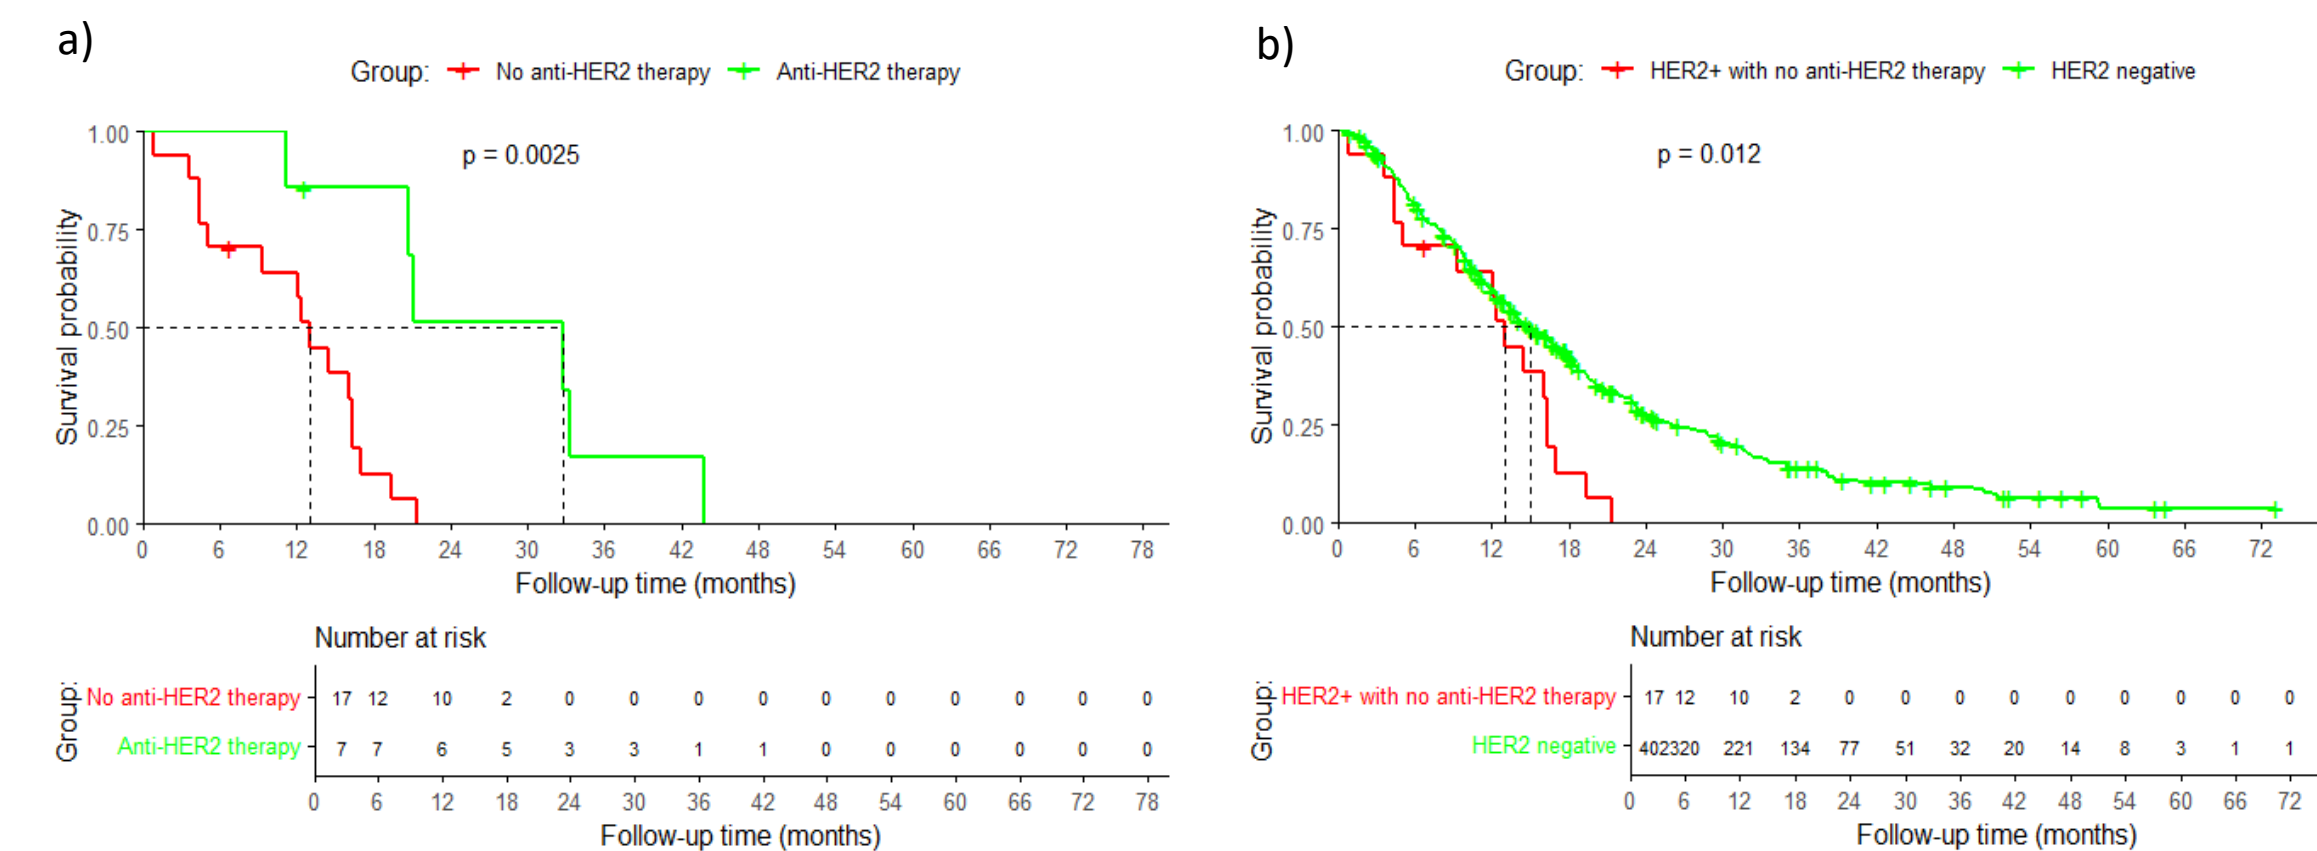 a)
Group: No anti-HER2 therapy Anti-HER2 therapy
p = 0.0025
Survival probability
1.00
0.75
0.50
0.25
0.00
0 6 12 18 24 30 36 42 48 54 60 66 72 78
Follow-up time (months)
Number at risk
Group:
No anti-HER2 therapy 17 12 10 2 0 0 0 0 0 0 0 0 0 0
Anti-HER2 therapy 7 7 6 5 3 3 1 1 0 0 0 0 0 0
0 6 12 18 24 30 36 42 48 54 60 66 72 78
Follow-up time (months)
b)
Group: HER2+ with no anti-HER2 therapy HER2 negative
p = 0.012
Survival probability
1.00
0.75
0.50
0.25
0.00
0 6 12 18 24 30 36 42 48 54 60 66 72
Follow-up time (months)
Number at risk
Group:
HER2+ with no anti-HER2 therapy 17 12 10 2 0 0 0 0 0 0 0 0 0
HER2 negative 402320 221 134 77 51 32 20 14 8 3 1 1
0 6 12 18 24 30 36 42 48 54 60 66 72
Follow-up time (months)